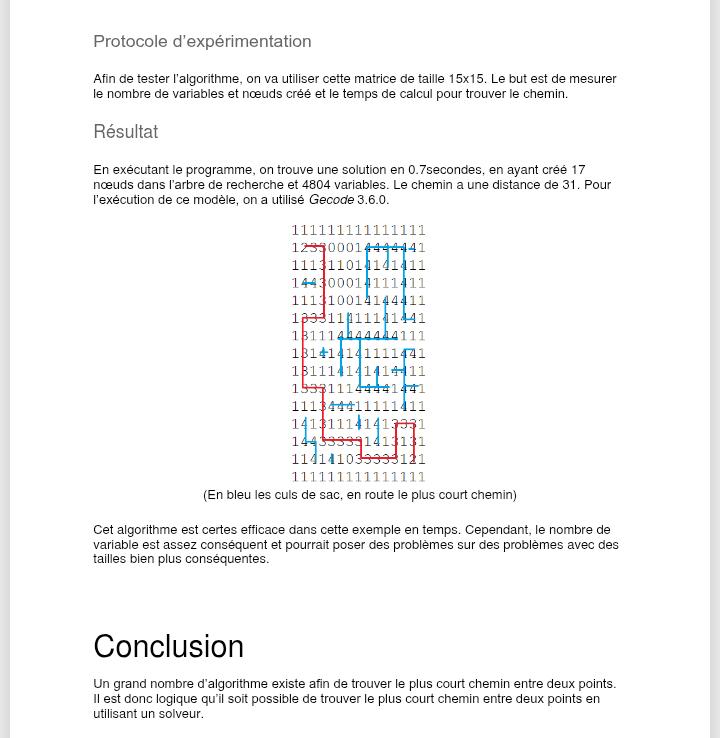 Protocole d’expérimentation
Afin de tester l’algorithme, on va utiliser cette matrice de taille 15x15. Le but est de mesurer
le nombre de variables et nœuds créé et le temps de calcul pour trouver le chemin.
Résultat
En exécutant le programme, on trouve une solution en 0.7secondes, en ayant créé 17
nœuds dans l’arbre de recherche et 4804 variables. Le chemin a une distance de 31. Pour
l’exécution de ce modèle, on a utilisé Gecode 3.6.0.
111111111111111
123300014444441
111311014141411
144300014111411
111310014144411
133311411141441
131114444444111
131414141111441
131114141414411
133311144441441
111344411111411
141311141413331
144333331413131
114141033333121
111111111111111
(En bleu les culs de sac, en route le plus court chemin)
Cet algorithme est certes efficace dans cette exemple en temps. Cependant, le nombre de
variable est assez conséquent et pourrait poser des problèmes sur des problèmes avec des
tailles bien plus conséquentes.
Conclusion
Un grand nombre d’algorithme existe afin de trouver le plus court chemin entre deux points.
Il est donc logique qu’il soit possible de trouver le plus court chemin entre deux points en
utilisant un solveur.